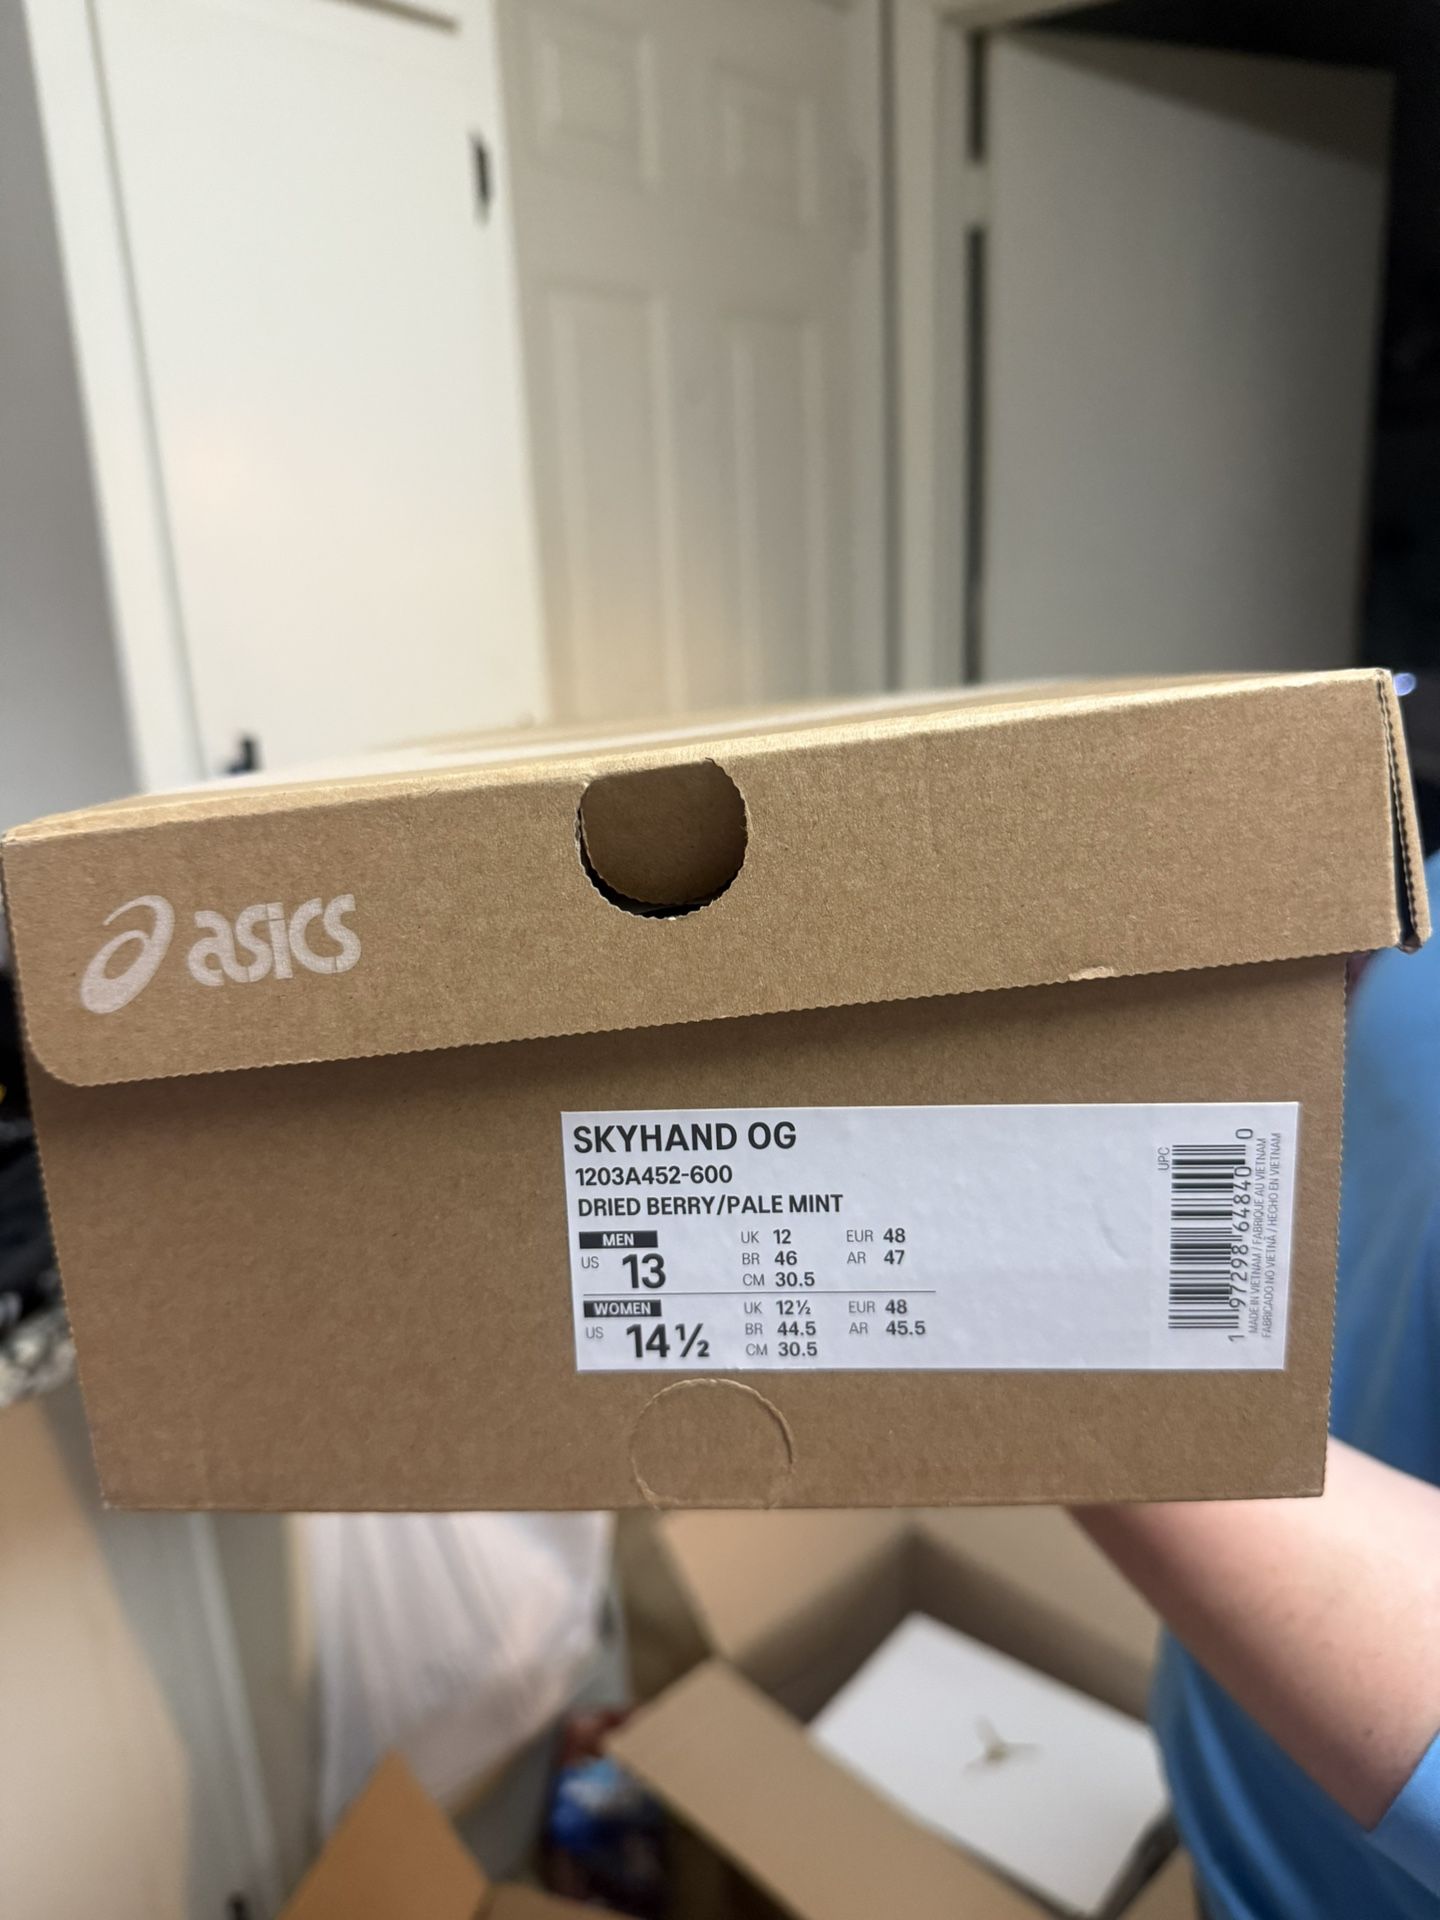 asics
SKYHAND OG
1203A452-600
DRIED BERRY/PALE MINT
MEN
US 13
UK 12 EUR 48
BR 46 AR 47
CM 30.5
WOMEN
US 14½
UK 12½ EUR 48
BR 44.5 AR 45.5
CM 30.5
UPC
1 97298 64840 0
MADE IN VIETNAM / FABRIQUÉ AU VIETNAM
FABRICADO NO VIETNÃ / HECHO EN VIETNAM